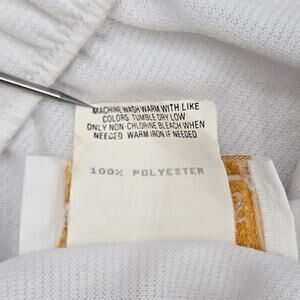 MACHINE WASH WARM WITH LIKE
COLORS. TUMBLE DRY LOW
ONLY NON-CHLORINE BLEACH WHEN
NEEDED. WARM IRON IF NEEDED
100% POLYESTER